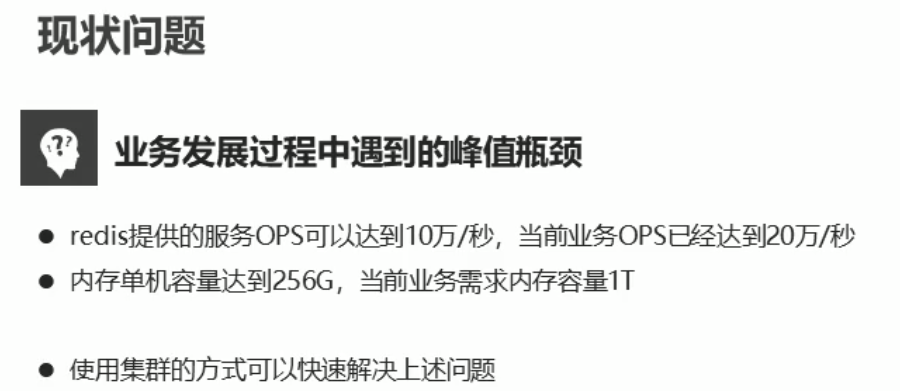 现状问题
??
业务发展过程中遇到的峰值瓶颈
● redis提供的服务OPS可以达到10万/秒，当前业务OPS已经达到20万/秒
● 内存单机容量达到256G，当前业务需求内存容量1T
● 使用集群的方式可以快速解决上述问题